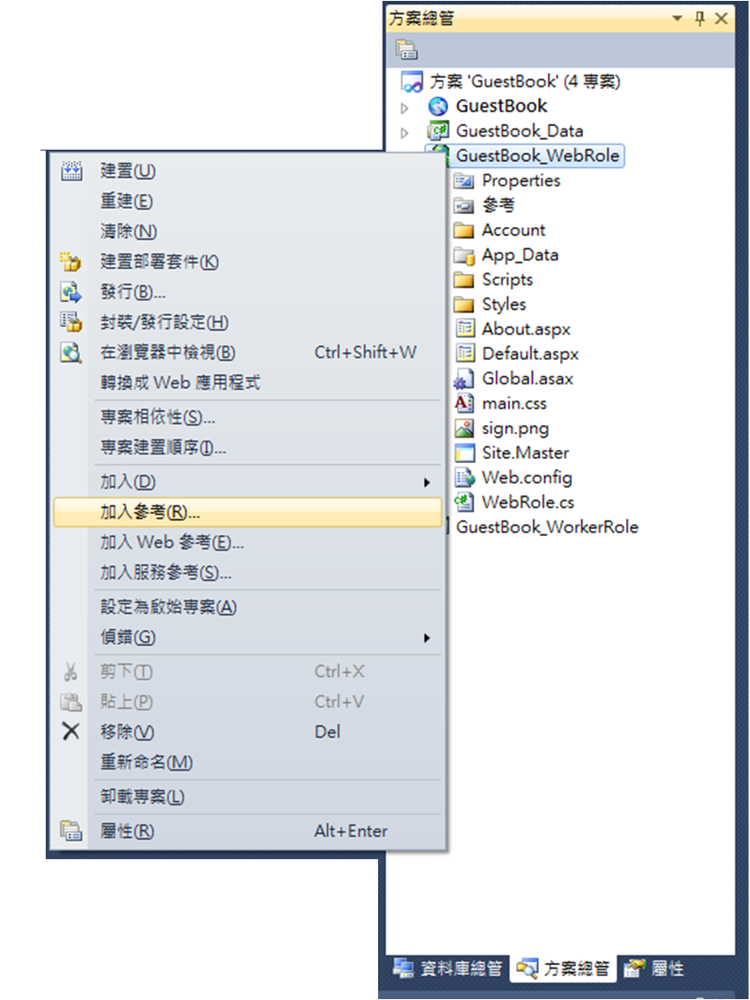 方案總管
方案 'GuestBook' (4 專案)
GuestBook
GuestBook_Data
GuestBook_WebRole
Properties
參考
Account
App_Data
Scripts
Styles
About.aspx
Default.aspx
Global.asax
main.css
sign.png
Site.Master
Web.config
WebRole.cs
GuestBook_WorkerRole
建置(U)
重建(E)
清除(N)
建置部署套件(K)
發行(B)...
封裝/發行設定(H)
在瀏覽器中檢視(B) Ctrl+Shift+W
轉換成 Web 應用程式
專案相依性(S)...
專案建置順序(I)...
加入(D)
加入參考(R)...
加入 Web 參考(E)...
加入服務參考(S)...
設定為啟始專案(A)
偵錯(G)
剪下(T) Ctrl+X
貼上(P) Ctrl+V
移除(V) Del
重新命名(M)
卸載專案(L)
屬性(R) Alt+Enter
資料庫總管 方案總管 屬性